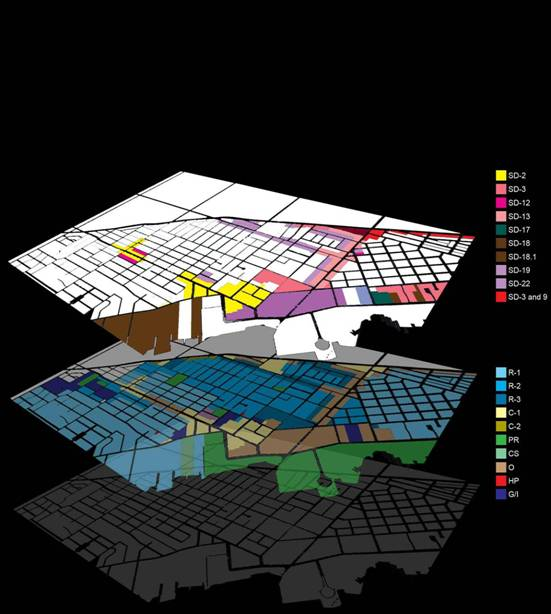 SD-2
SD-3
SD-12
SD-13
SD-17
SD-18
SD-18.1
SD-19
SD-22
SD-3 and 9
R-1
R-2
R-3
C-1
C-2
PR
CS
O
HP
G/I